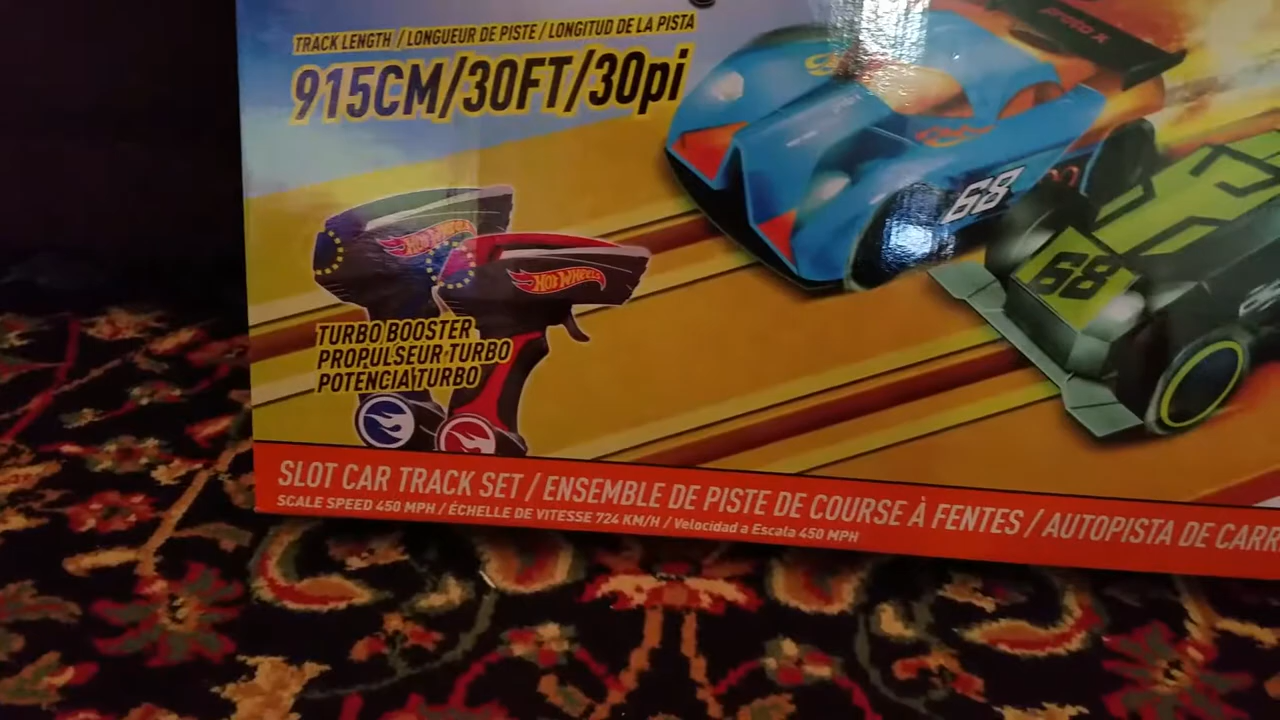 TRACK LENGTH / LONGUEUR DE PISTE / LONGITUD DE LA PISTA
915CM/30FT/30pi
proto X
68
68
HOT WHEELS
HOT WHEELS
TURBO BOOSTER
PROPULSEUR TURBO
POTENCIA TURBO
SLOT CAR TRACK SET / ENSEMBLE DE PISTE DE COURSE À FENTES / AUTOPISTA DE CARR
SCALE SPEED 450 MPH / ÉCHELLE DE VITESSE 724 KM/H / Velocidad a Escala 450 MPH